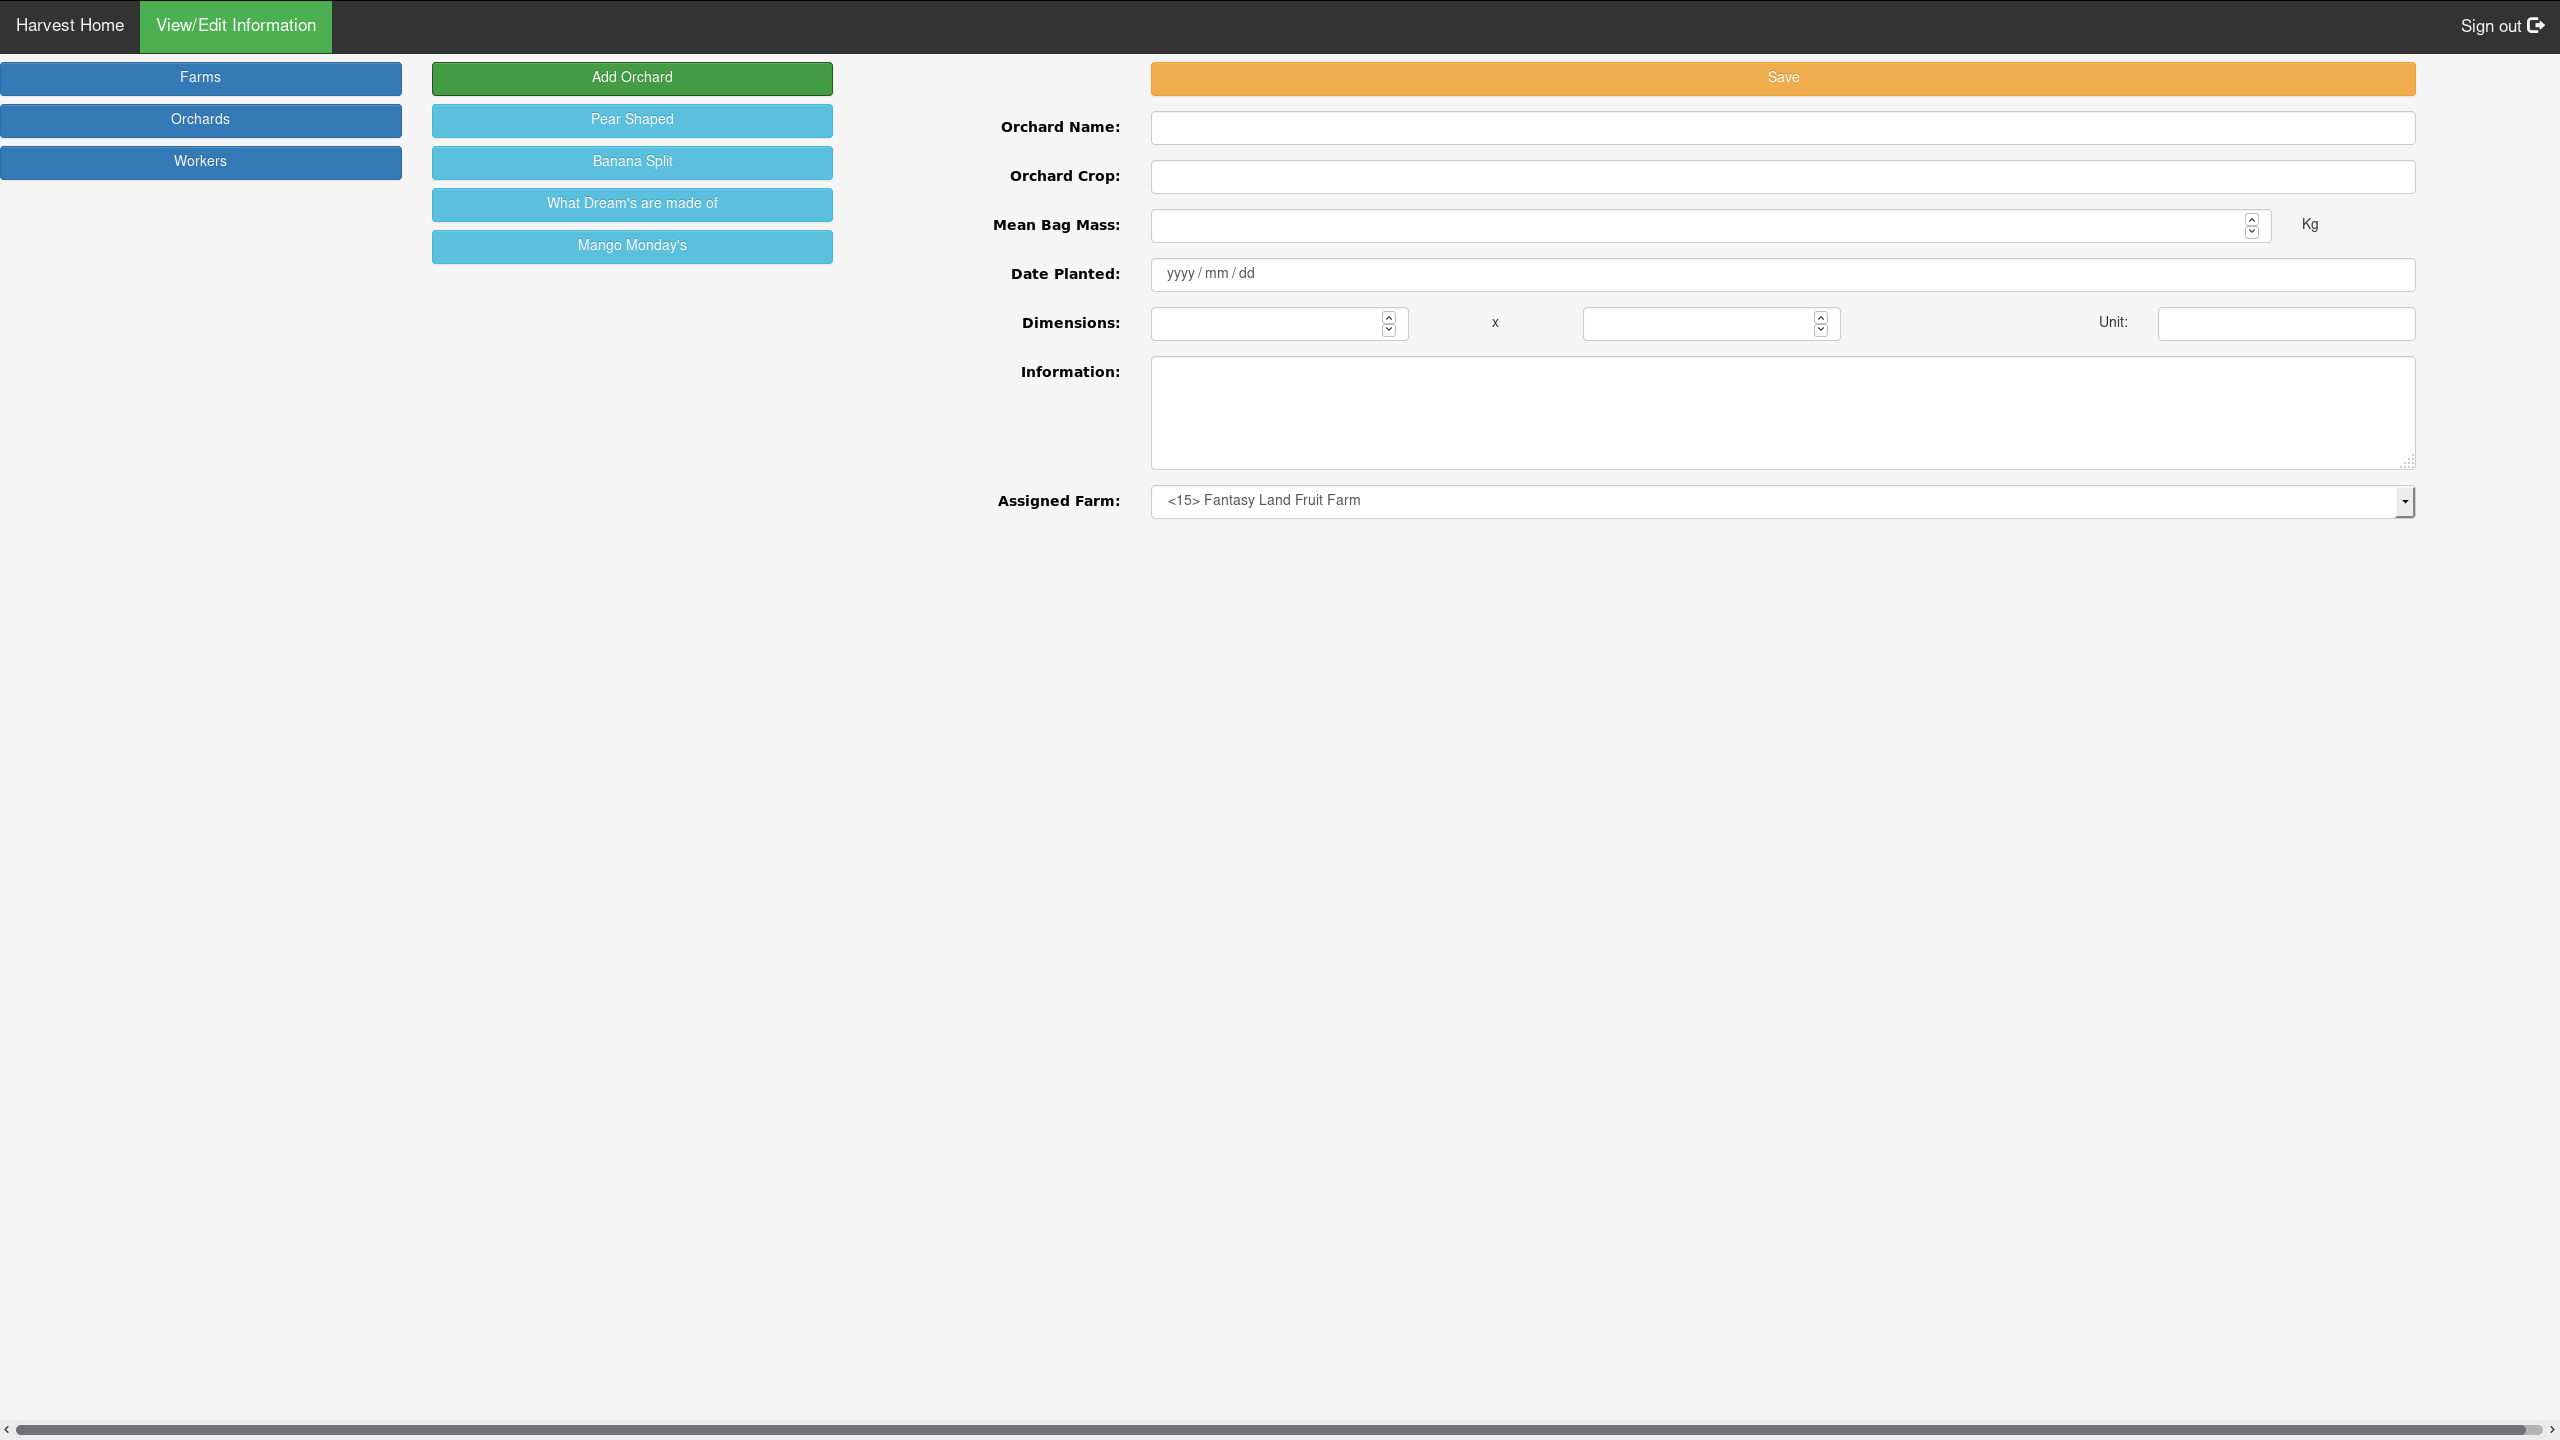 Harvest Home View/Edit Information Sign out
Farms Add Orchard Save
Orchards Pear Shaped Orchard Name:
Workers Banana Split Orchard Crop:
What Dream's are made of
Mango Monday's Mean Bag Mass: Kg
Date Planted: yyyy / mm / dd
Dimensions: x Unit:
Information:
Assigned Farm: <15> Fantasy Land Fruit Farm